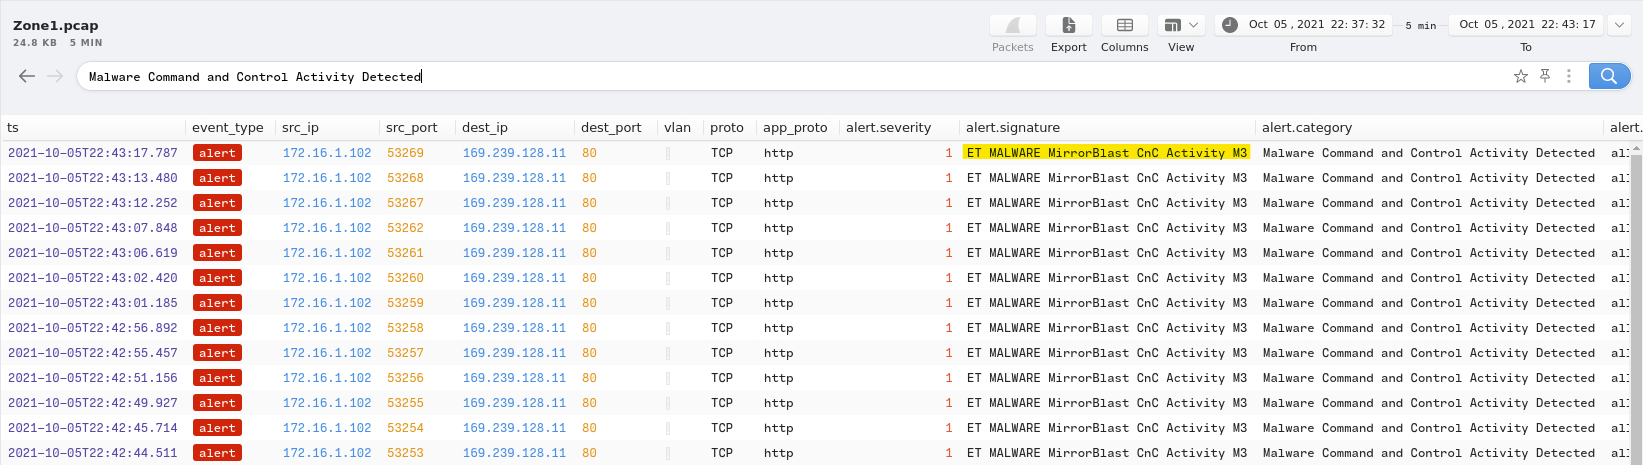 Zone1.pcap
24.8 KB 5 MIN
Packets Export Columns View
Oct 05 , 2021 22: 37: 32 5 min Oct 05 , 2021 22: 43: 17
From To
Malware Command and Control Activity Detected
ts event_type src_ip src_port dest_ip dest_port vlan proto app_proto alert.severity alert.signature alert.category alert.
2021-10-05T22:43:17.787 alert 172.16.1.102 53269 169.239.128.11 80 TCP http 1 ET MALWARE MirrorBlast CnC Activity M3 Malware Command and Control Activity Detected all
2021-10-05T22:43:13.480 alert 172.16.1.102 53268 169.239.128.11 80 TCP http 1 ET MALWARE MirrorBlast CnC Activity M3 Malware Command and Control Activity Detected all
2021-10-05T22:43:12.252 alert 172.16.1.102 53267 169.239.128.11 80 TCP http 1 ET MALWARE MirrorBlast CnC Activity M3 Malware Command and Control Activity Detected all
2021-10-05T22:43:07.848 alert 172.16.1.102 53262 169.239.128.11 80 TCP http 1 ET MALWARE MirrorBlast CnC Activity M3 Malware Command and Control Activity Detected all
2021-10-05T22:43:06.619 alert 172.16.1.102 53261 169.239.128.11 80 TCP http 1 ET MALWARE MirrorBlast CnC Activity M3 Malware Command and Control Activity Detected all
2021-10-05T22:43:02.420 alert 172.16.1.102 53260 169.239.128.11 80 TCP http 1 ET MALWARE MirrorBlast CnC Activity M3 Malware Command and Control Activity Detected all
2021-10-05T22:43:01.185 alert 172.16.1.102 53259 169.239.128.11 80 TCP http 1 ET MALWARE MirrorBlast CnC Activity M3 Malware Command and Control Activity Detected all
2021-10-05T22:42:56.892 alert 172.16.1.102 53258 169.239.128.11 80 TCP http 1 ET MALWARE MirrorBlast CnC Activity M3 Malware Command and Control Activity Detected all
2021-10-05T22:42:55.457 alert 172.16.1.102 53257 169.239.128.11 80 TCP http 1 ET MALWARE MirrorBlast CnC Activity M3 Malware Command and Control Activity Detected all
2021-10-05T22:42:51.156 alert 172.16.1.102 53256 169.239.128.11 80 TCP http 1 ET MALWARE MirrorBlast CnC Activity M3 Malware Command and Control Activity Detected all
2021-10-05T22:42:49.927 alert 172.16.1.102 53255 169.239.128.11 80 TCP http 1 ET MALWARE MirrorBlast CnC Activity M3 Malware Command and Control Activity Detected all
2021-10-05T22:42:45.714 alert 172.16.1.102 53254 169.239.128.11 80 TCP http 1 ET MALWARE MirrorBlast CnC Activity M3 Malware Command and Control Activity Detected all
2021-10-05T22:42:44.511 alert 172.16.1.102 53253 169.239.128.11 80 TCP http 1 ET MALWARE MirrorBlast CnC Activity M3 Malware Command and Control Activity Detected all